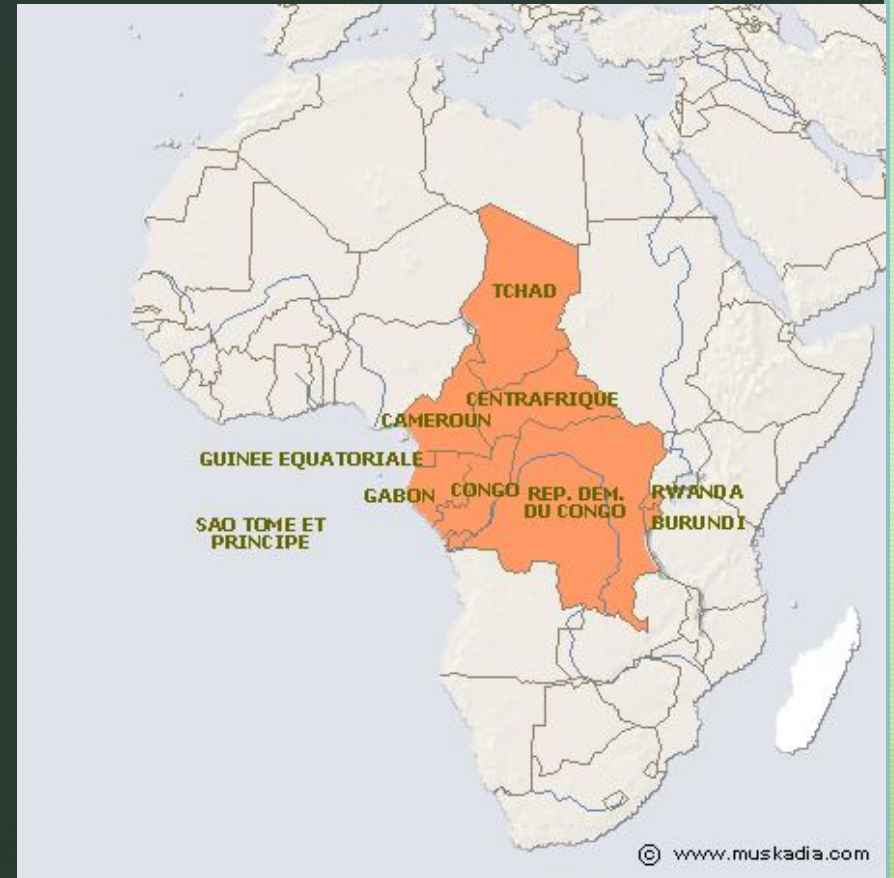 TCHAD
CENTRAFRIQUE
CAMEROUN
GUINEE EQUATORIALE
GABON
CONGO
REP. DEM.
DU CONGO
RWANDA
BURUNDI
SAO TOME ET
PRINCIPE
© www.muskadia.com